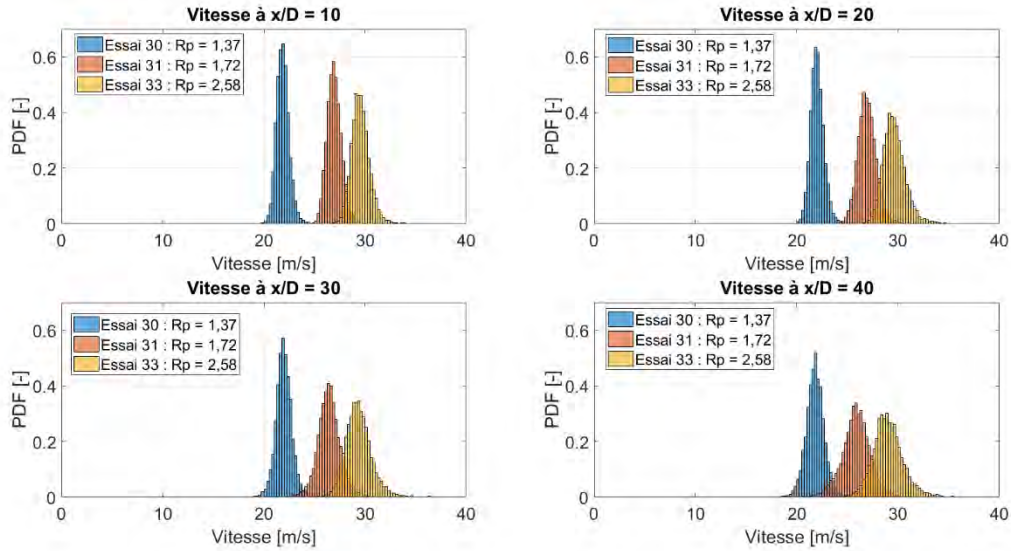 Vitesse à x/D = 10
Essai 30 : Rp = 1,37
Essai 31 : Rp = 1,72
Essai 33 : Rp = 2,58
PDF [-]
0.6
0.4
0.2
0
0 10 20 30 40
Vitesse [m/s]
Vitesse à x/D = 20
Essai 30 : Rp = 1,37
Essai 31 : Rp = 1,72
Essai 33 : Rp = 2,58
PDF [-]
0.6
0.4
0.2
0
0 10 20 30 40
Vitesse [m/s]
Vitesse à x/D = 30
Essai 30 : Rp = 1,37
Essai 31 : Rp = 1,72
Essai 33 : Rp = 2,58
PDF [-]
0.6
0.4
0.2
0
0 10 20 30 40
Vitesse [m/s]
Vitesse à x/D = 40
Essai 30 : Rp = 1,37
Essai 31 : Rp = 1,72
Essai 33 : Rp = 2,58
PDF [-]
0.6
0.4
0.2
0
0 10 20 30 40
Vitesse [m/s]